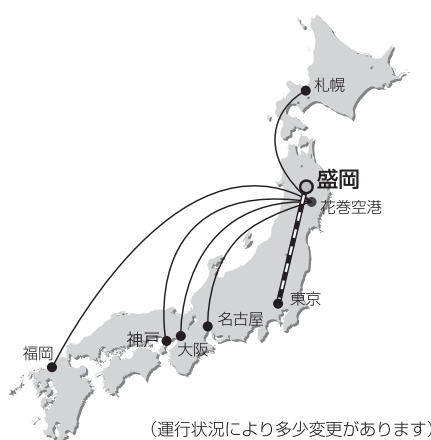 札幌
盛岡
花巻空港
東京
名古屋
神戸
大阪
福岡
（運行状況により多少変更があります）